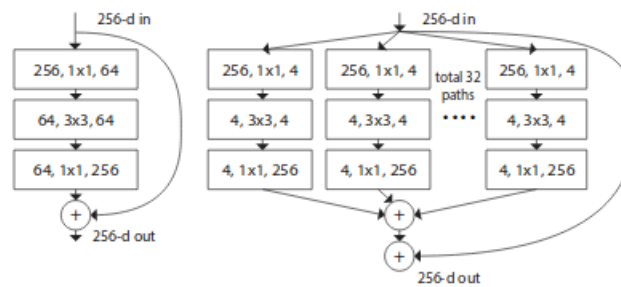 256-d in
256, 1x1, 64
64, 3x3, 64
64, 1x1, 256
+
256-d out
256-d in
256, 1x1, 4
256, 1x1, 4
total 32
paths
....
256, 1x1, 4
4, 3x3, 4
4, 3x3, 4
4, 3x3, 4
4, 1x1, 256
4, 1x1, 256
4, 1x1, 256
+
+
256-d out